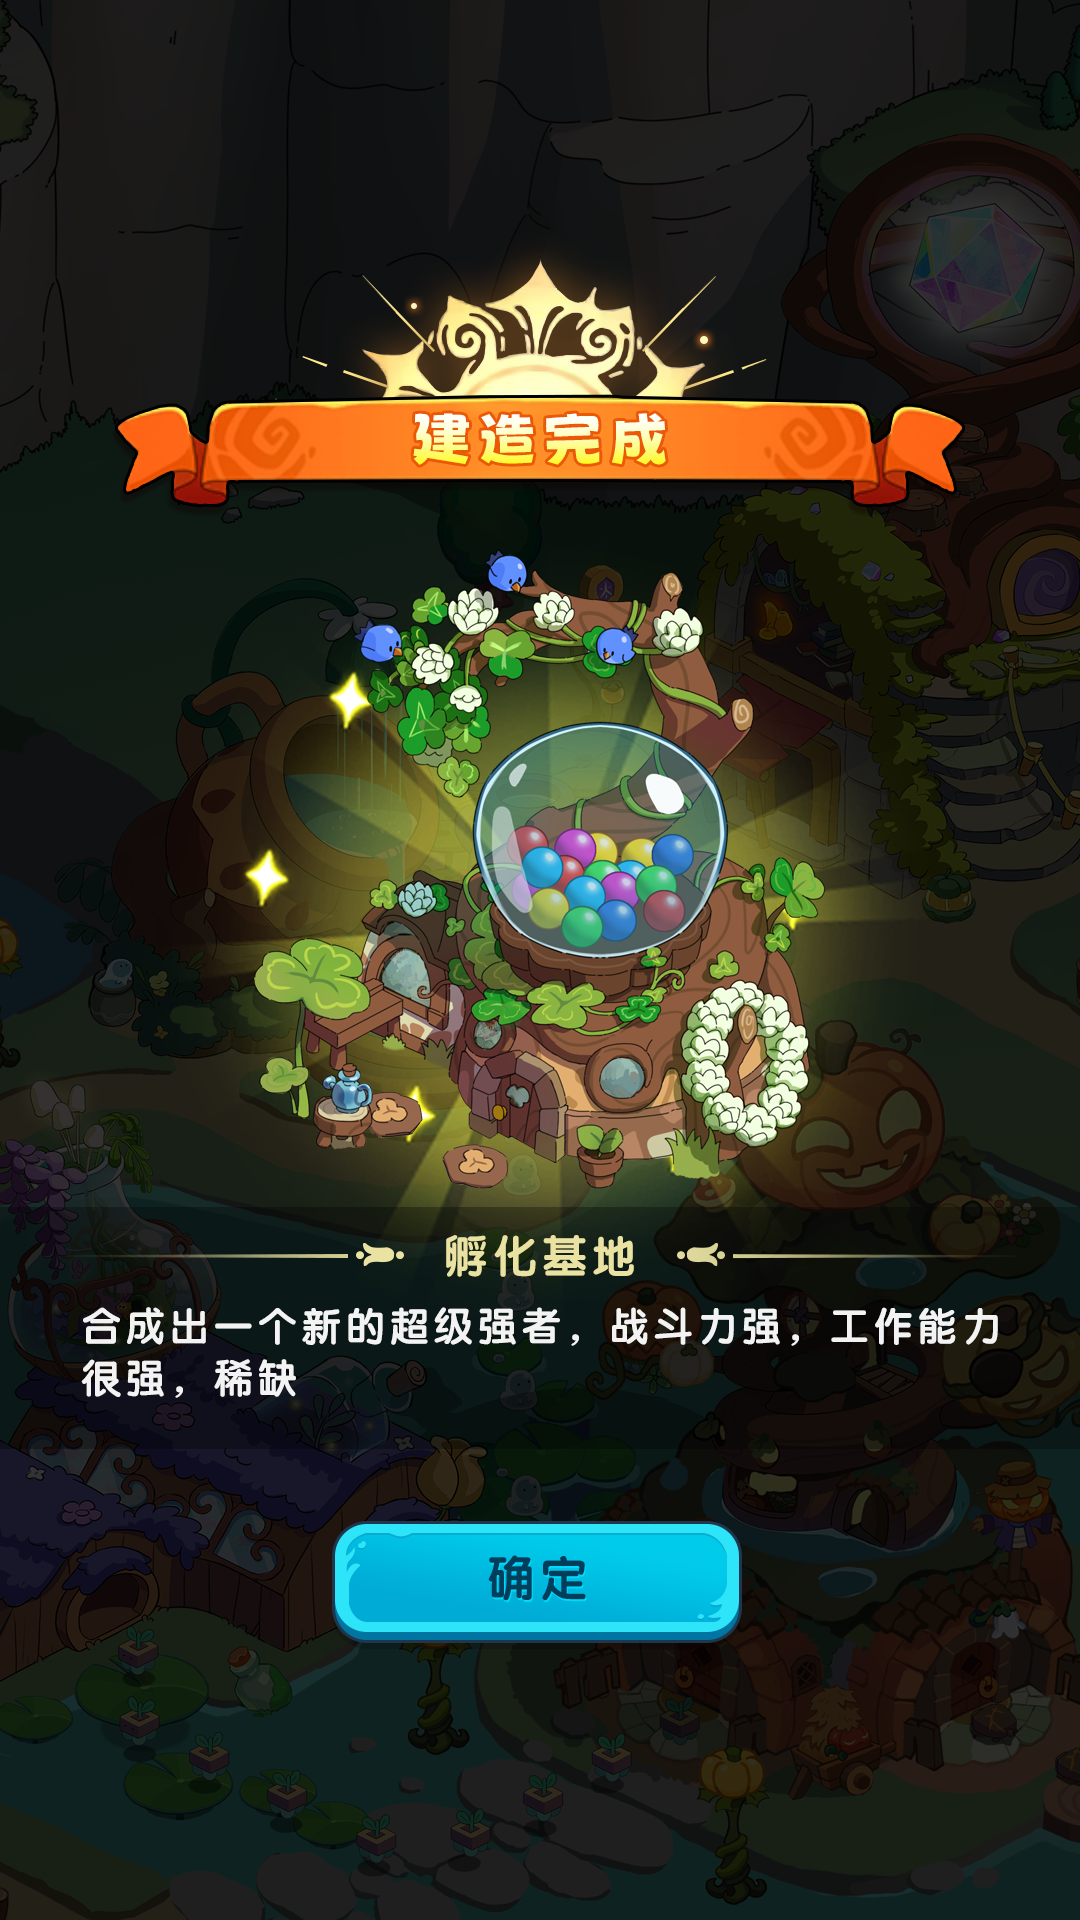 建造完成
孵化基地
合成出一个新的超级强者，战斗力强，工作能力
很强，稀缺
确定